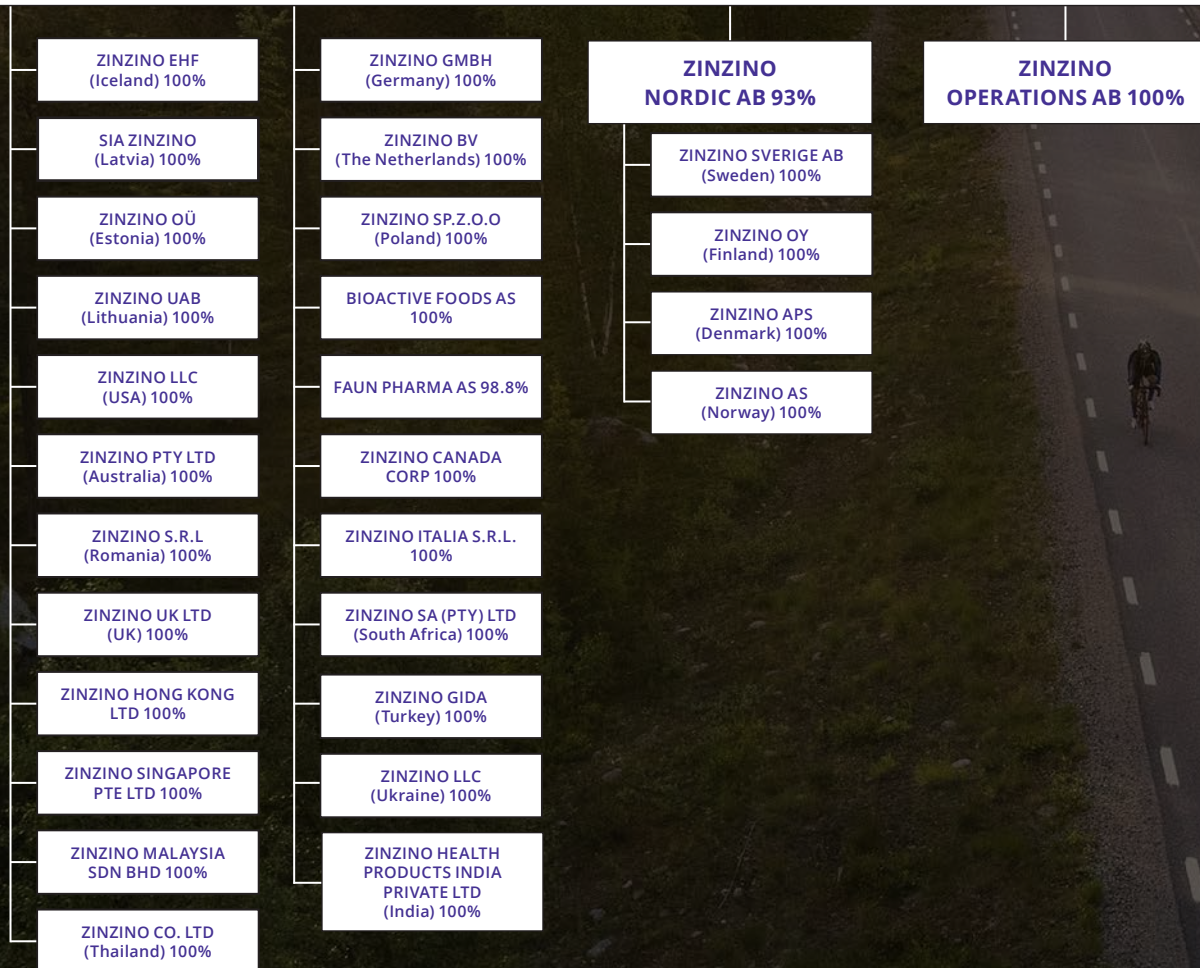 ZINZINO EHF
(Iceland) 100%
SIA ZINZINO
(Latvia) 100%
ZINZINO OÜ
(Estonia) 100%
ZINZINO UAB
(Lithuania) 100%
ZINZINO LLC
(USA) 100%
ZINZINO PTY LTD
(Australia) 100%
ZINZINO S.R.L
(Romania) 100%
ZINZINO UK LTD
(UK) 100%
ZINZINO HONG KONG
LTD 100%
ZINZINO SINGAPORE
PTE LTD 100%
ZINZINO MALAYSIA
SDN BHD 100%
ZINZINO CO. LTD
(Thailand) 100%
ZINZINO GMBH
(Germany) 100%
ZINZINO BV
(The Netherlands) 100%
ZINZINO SP.Z.O.O
(Poland) 100%
BIOACTIVE FOODS AS
100%
FAUN PHARMA AS 98.8%
ZINZINO CANADA
CORP 100%
ZINZINO ITALIA S.R.L.
100%
ZINZINO SA (PTY) LTD
(South Africa) 100%
ZINZINO GIDA
(Turkey) 100%
ZINZINO LLC
(Ukraine) 100%
ZINZINO HEALTH
PRODUCTS INDIA
PRIVATE LTD
(India) 100%
ZINZINO
NORDIC AB 93%
ZINZINO SVERIGE AB
(Sweden) 100%
ZINZINO OY
(Finland) 100%
ZINZINO APS
(Denmark) 100%
ZINZINO AS
(Norway) 100%
ZINZINO
OPERATIONS AB 100%